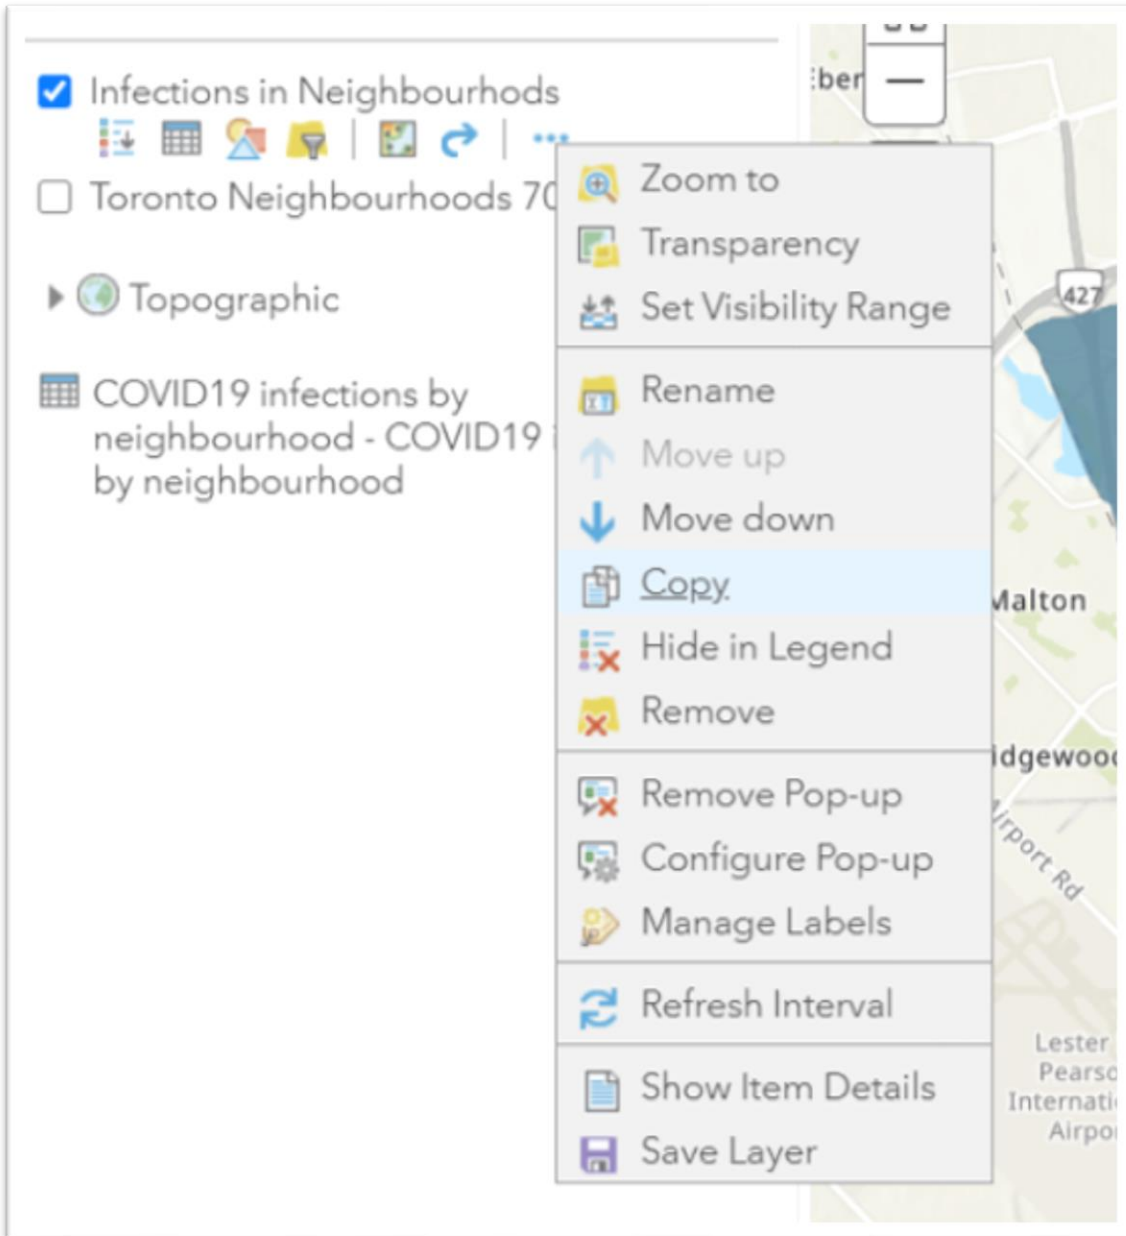 Infections in Neighbourhods
Toronto Neighbourhoods 70
Topographic
COVID19 infections by
neighbourhood - COVID19
by neighbourhood
Zoom to
Transparency
Set Visibility Range
Rename
Move up
Move down
Copy
Hide in Legend
Remove
Remove Pop-up
Configure Pop-up
Manage Labels
Refresh Interval
Show Item Details
Save Layer
427
Malton
Airport Rd
Lester